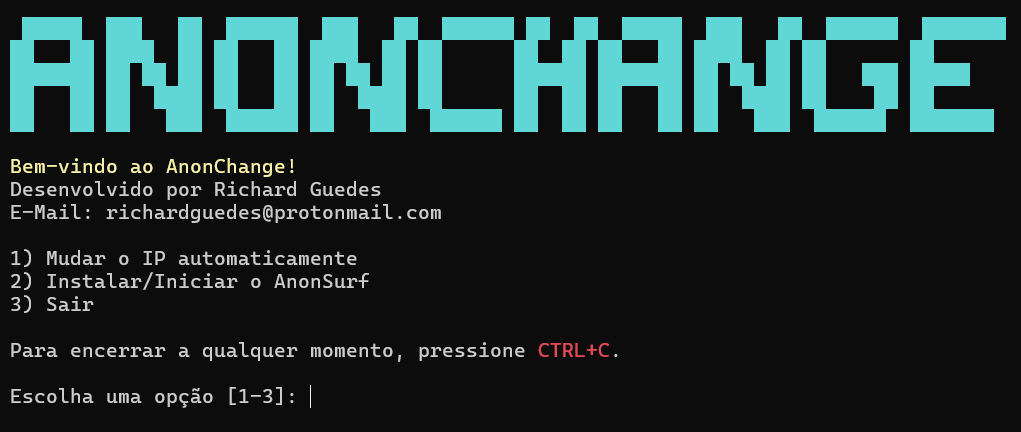 ANONCHANGE
Bem-vindo ao AnonChange!
Desenvolvido por Richard Guedes
E-Mail: richardguedes@protonmail.com
1) Mudar o IP automaticamente
2) Instalar/Iniciar o AnonSurf
3) Sair
Para encerrar a qualquer momento, pressione CTRL+C.
Escolha uma opção [1-3]: